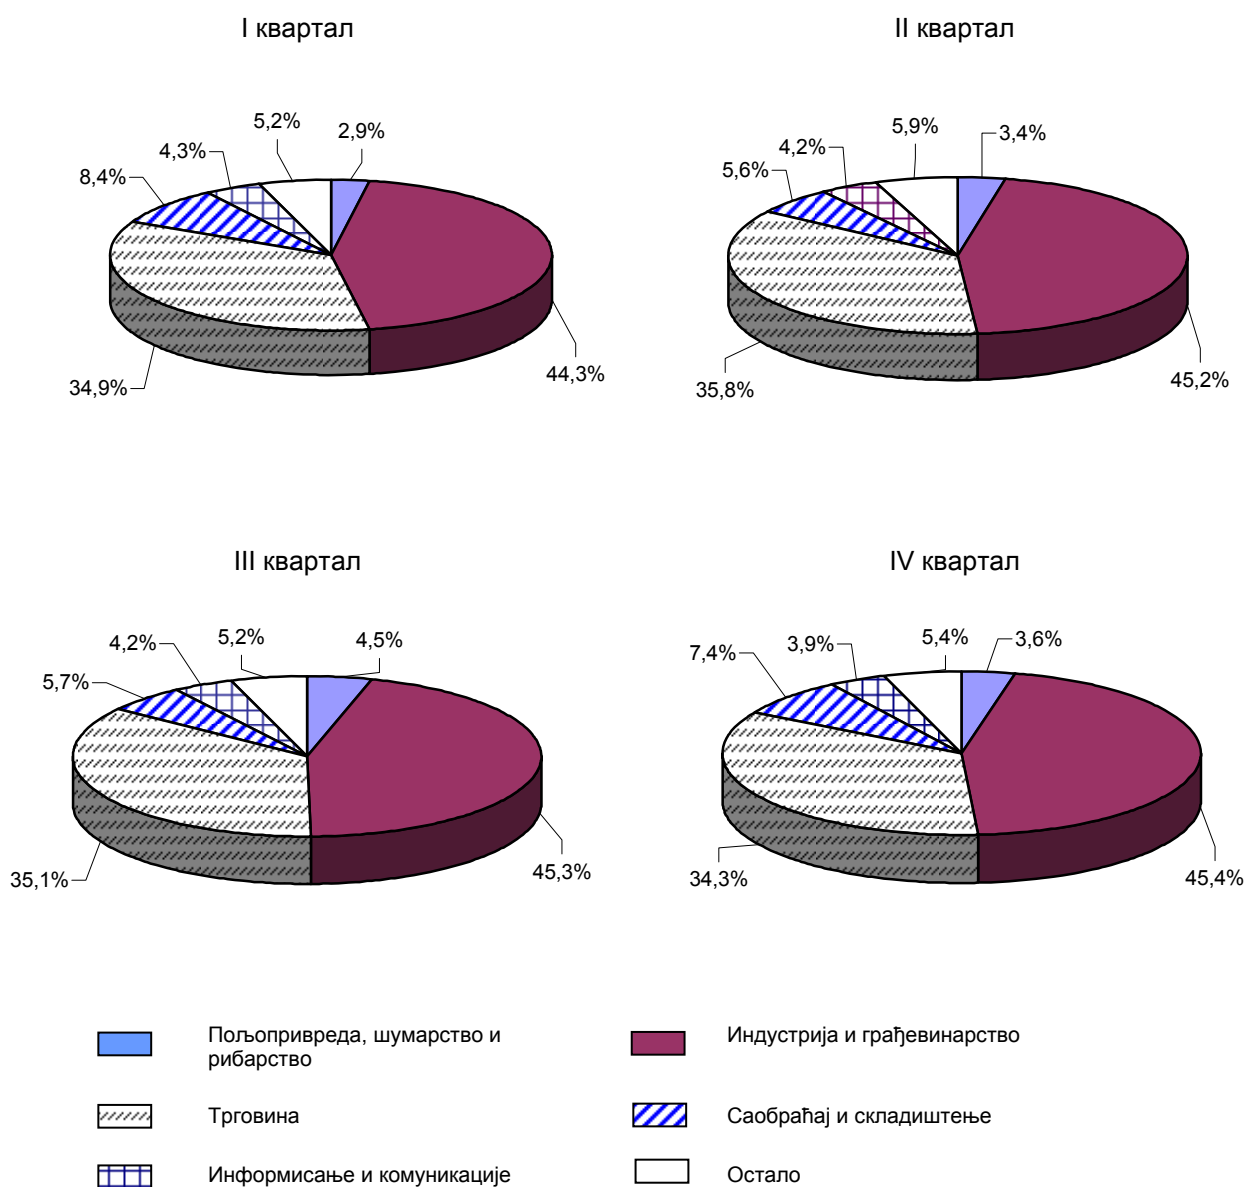 I квартал
II квартал
5,2%
2,9%
4,3%
8,4%
34,9%
44,3%
5,9%
3,4%
4,2%
5,6%
35,8%
45,2%
III квартал
IV квартал
5,2%
4,5%
4,2%
5,7%
35,1%
45,3%
5,4%
3,6%
3,9%
7,4%
34,3%
45,4%
Пољопривреда, шумарство и
рибарство
Индустрија и грађевинарство
Трговина
Саобраћај и складиштење
Информисање и комуникације
Остало